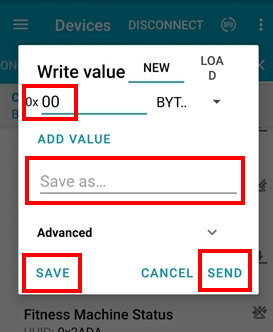 Devices DISCONNECT
Write value NEW LOA
D
0x 00 BYT..
ADD VALUE
Save as...
Advanced
SAVE CANCEL SEND
Fitness Machine Status
UUID: 0x2ADA